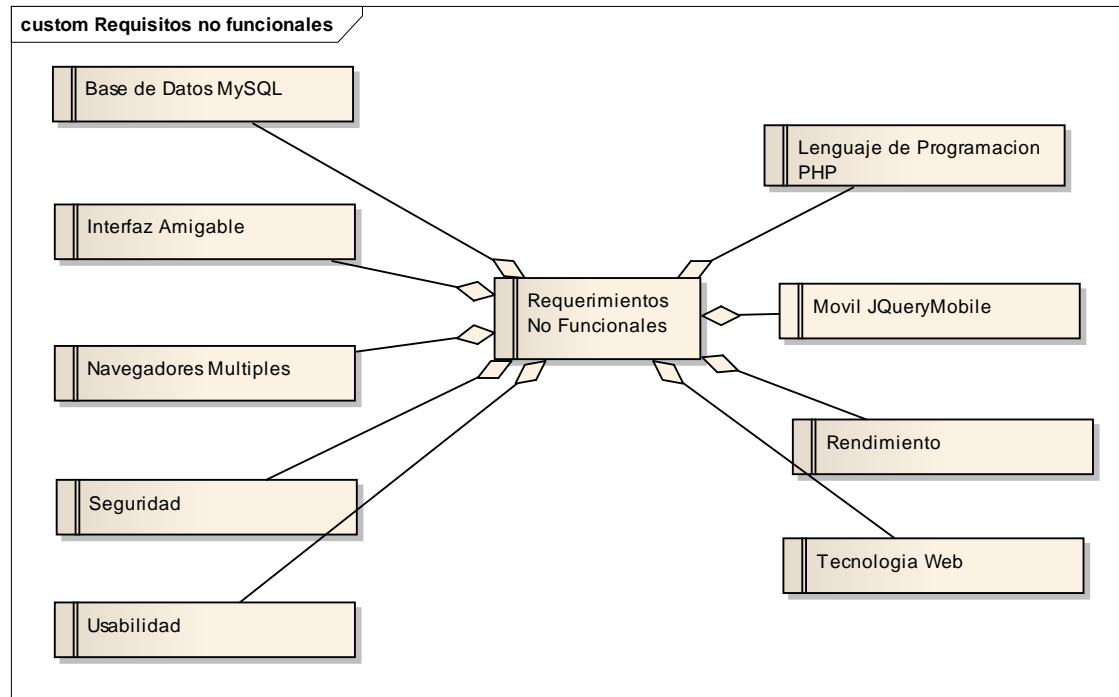 custom Requisitos no funcionales
Base de Datos MySQL
Lenguaje de Programacion
PHP
Interfaz Amigable
Requerimientos
No Funcionales
Movil JQueryMobile
Navegadores Multiples
Rendimiento
Seguridad
Tecnologia Web
Usabilidad